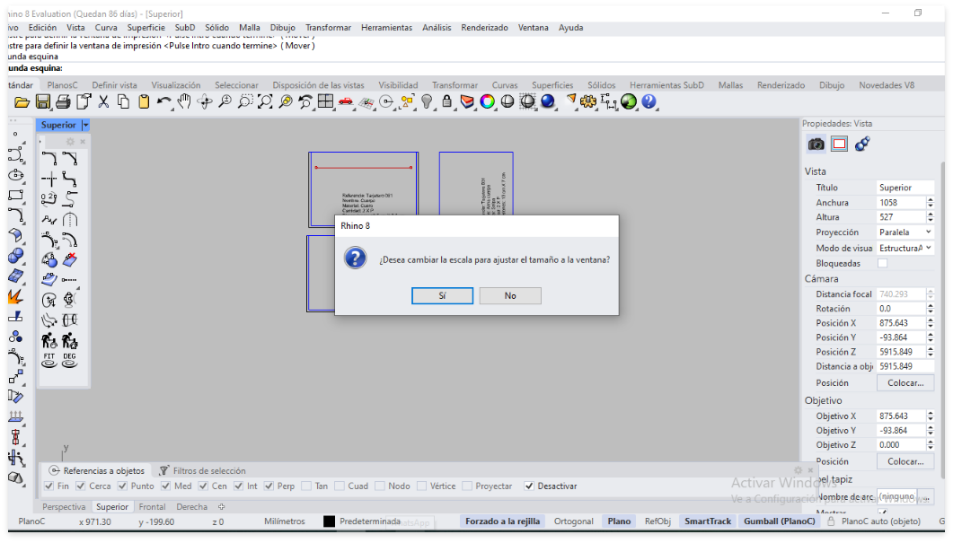 hino 8 Evaluation (Quedan 86 días) - [Superior]
ivo Edición Vista Curva Superficie SubD Sólido Malla Dibujo Transformar Herramientas Análisis Renderizado Ventana Ayuda
astre para definir la ventana de impresión <Pulse Intro cuando termine> ( Mover )
unda esquina
unda esquina:
tándar PlanosC Definir vista Visualización Seleccionar Disposición de las vistas Visibilidad Transformar Curvas Superficies Sólidos Herramientas SubD Mallas Renderizado Dibujo Novedades V8
Superior
Propiedades: Vista
Vista
Título Superior
Anchura 1058
Altura 527
Proyección Paralela
Modo de visua EstructuraA
Bloqueadas
Cámara
Distancia focal 740.293
Rotación 0.0
Posición X 875.643
Posición Y -93.864
Posición Z 5915.849
Distancia a obj 5915.849
Posición Colocar...
Objetivo
Objetivo X 875.643
Objetivo Y -93.864
Objetivo Z 0.000
Posición Colocar...
pel tapiz
Nombre de arc (ninguno ...
Mostrar
Rhino 8
¿Desea cambiar la escala para ajustar el tamaño a la ventana?
Sí No
FIT DEG
y
Activar Windows
Ve a Configuración
Referencias a objetos Filtros de selección
Fin Cerca Punto Med Cen Int Perp Tan Cuad Nodo Vértice Proyectar Desactivar
Perspectiva Superior Frontal Derecha
PlanoC x 971.30 y -199.60 z 0 Milímetros Predeterminada Forzado a la rejilla Ortogonal Plano RefObj SmartTrack Gumball (PlanoC) PlanoC auto (objeto) G